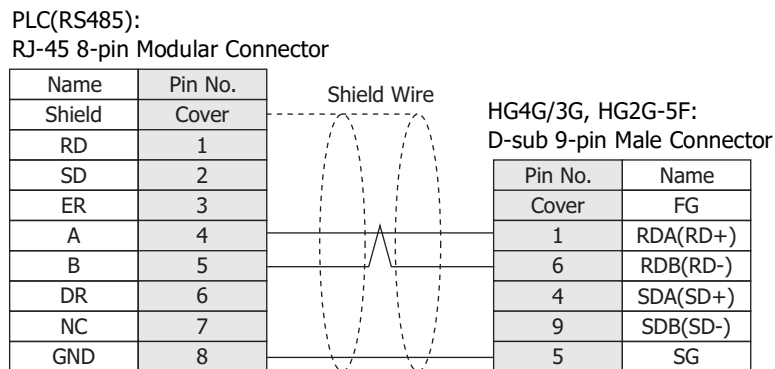 PLC(RS485):
RJ-45 8-pin Modular Connector
Name Pin No.
Shield Cover
RD 1
SD 2
ER 3
A 4
B 5
DR 6
NC 7
GND 8
Shield Wire
HG4G/3G, HG2G-5F:
D-sub 9-pin Male Connector
Pin No. Name
Cover FG
1 RDA(RD+)
6 RDB(RD-)
4 SDA(SD+)
9 SDB(SD-)
5 SG